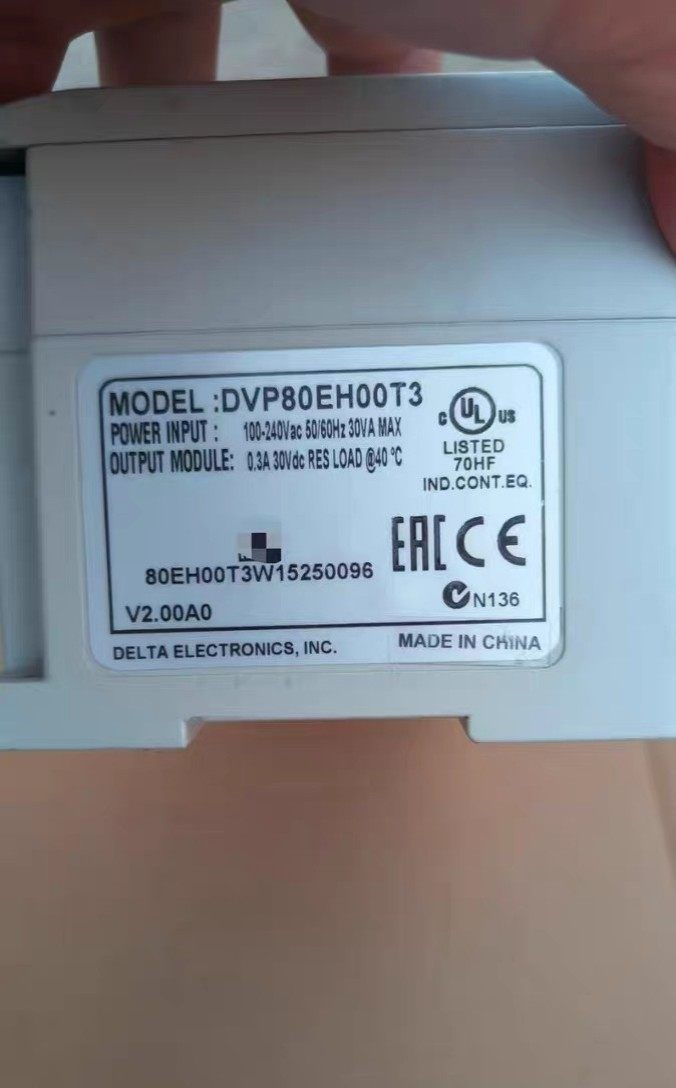 MODEL :DVP80EH00T3
POWER INPUT : 100-240Vac 50/60Hz 30VA MAX
OUTPUT MODULE: 0.3A 30Vdc RES LOAD @40 ℃
C UL US
LISTED
70HF
IND.CONT.EQ.
EAC CE
80EH00T3W15250096
N136
V2.00A0
DELTA ELECTRONICS, INC.
MADE IN CHINA